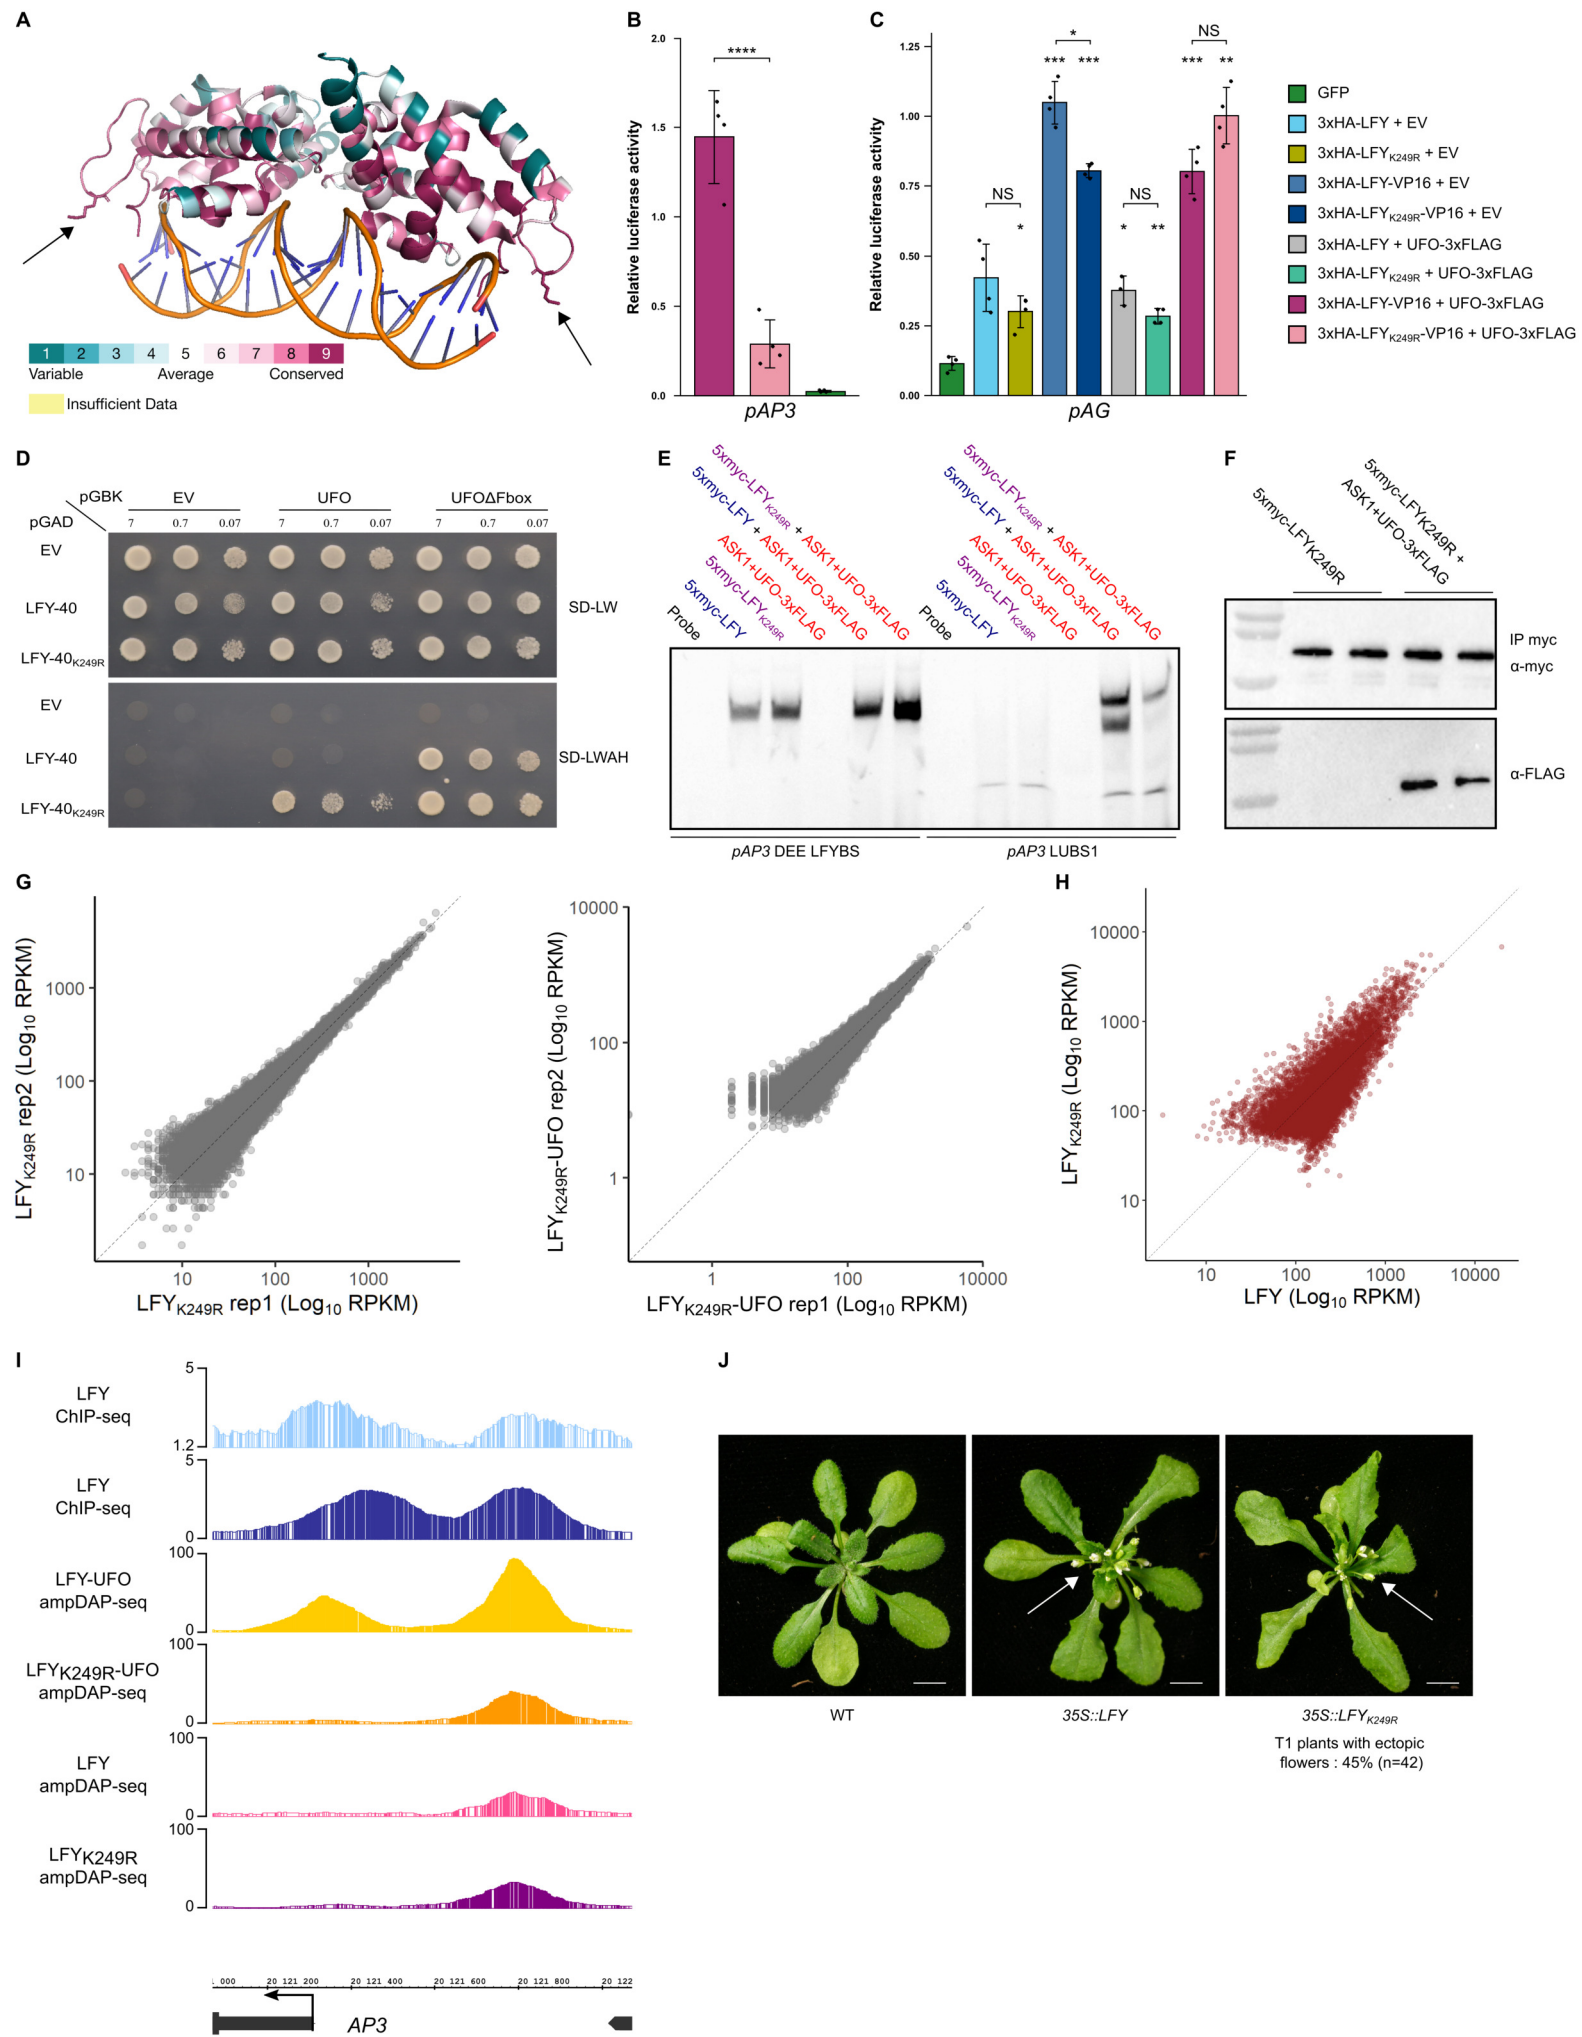 A
1 2 3 4 5 6 7 8 9
Variable Average Conserved
Insufficient Data
B
Relative luciferase activity
2.0
1.5
1.0
0.5
0.0
****
pAP3
C
Relative luciferase activity
1.25
1.00
0.75
0.50
0.25
0.00
NS
*
***
*
***
NS
*
**
***
NS
**
pAG
GFP
3xHA-LFY + EV
3xHA-LFYK249R + EV
3xHA-LFY-VP16 + EV
3xHA-LFYK249R-VP16 + EV
3xHA-LFY + UFO-3xFLAG
3xHA-LFYK249R + UFO-3xFLAG
3xHA-LFY-VP16 + UFO-3xFLAG
3xHA-LFYK249R-VP16 + UFO-3xFLAG
D
pGBK EV UFO UFOΔFbox
pGAD 7 0.7 0.07 7 0.7 0.07 7 0.7 0.07
EV
LFY-40
LFY-40K249R
SD-LW
EV
LFY-40
LFY-40K249R
SD-LWAH
E
Probe
5xmyc-LFY
5xmyc-LFYK249R
ASK1+UFO-3xFLAG
5xmyc-LFY + ASK1+UFO-3xFLAG
5xmyc-LFYK249R + ASK1+UFO-3xFLAG
Probe
5xmyc-LFY
5xmyc-LFYK249R
ASK1+UFO-3xFLAG
5xmyc-LFY + ASK1+UFO-3xFLAG
5xmyc-LFYK249R + ASK1+UFO-3xFLAG
pAP3 DEE LFYBS
pAP3 LUBS1
F
5xmyc-LFYK249R
5xmyc-LFYK249R +
ASK1+UFO-3xFLAG
IP myc
α-myc
α-FLAG
G
LFYK249R rep2 (Log10 RPKM)
1000
100
10
10 100 1000
LFYK249R rep1 (Log10 RPKM)
LFYK249R-UFO rep2 (Log10 RPKM)
10000
100
1
1 100 10000
LFYK249R-UFO rep1 (Log10 RPKM)
H
LFYK249R (Log10 RPKM)
10000
1000
100
10
10 100 1000 10000
LFY (Log10 RPKM)
I
LFY
ChIP-seq
5
1.2
LFY
ChIP-seq
5
0
LFY-UFO
ampDAP-seq
100
0
LFYK249R-UFO
ampDAP-seq
100
0
LFY
ampDAP-seq
100
0
LFYK249R
ampDAP-seq
100
0
000 20 121 200 20 121 400 20 121 600 20 121 800 20 122
AP3
J
WT
35S::LFY
35S::LFYK249R
T1 plants with ectopic
flowers : 45% (n=42)